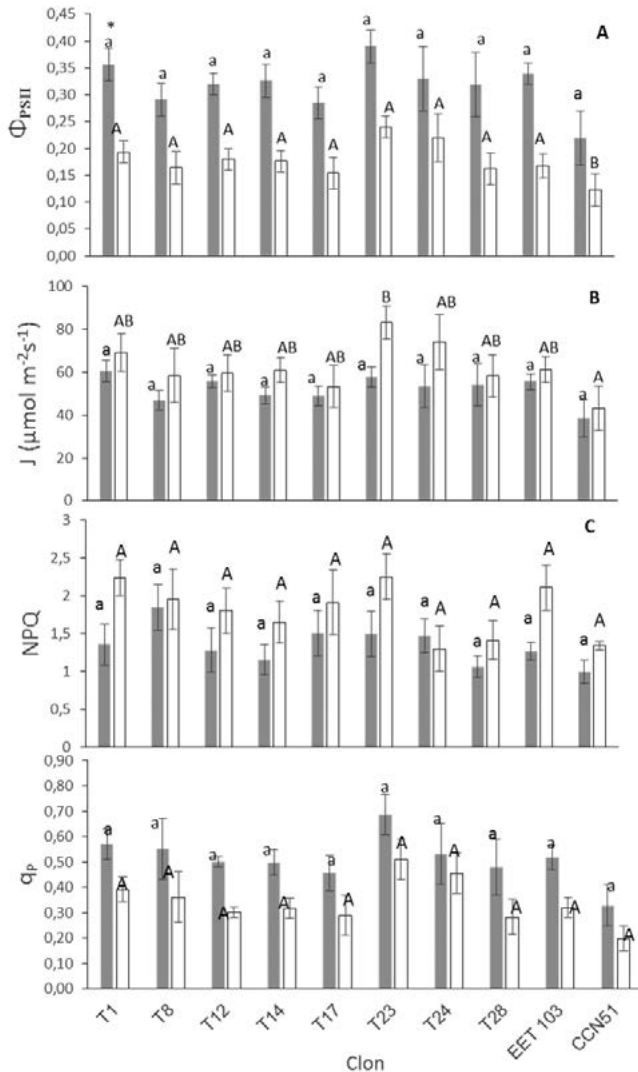 0,45
0,40
0,35
0,30
0,25
0,20
0,15
0,10
0,05
0,00
ΦPSII
A
*
a a a a a a a a a a
A A A A A A A A A B
100
80
60
40
20
0
J (µmol m⁻²s⁻¹)
B
a a a a a a a a a a
AB AB AB AB AB B AB AB AB A
3
2,5
2
1,5
1
0,5
0
NPQ
C
a a a a a a a a a a
A A A A A A A A A A
0,90
0,80
0,70
0,60
0,50
0,40
0,30
0,20
0,10
0,00
qP
a a a a a a a a a a
A A A A A A A A A A
T1 T8 T12 T14 T17 T23 T24 T28 EET 103 CCN51
Clon